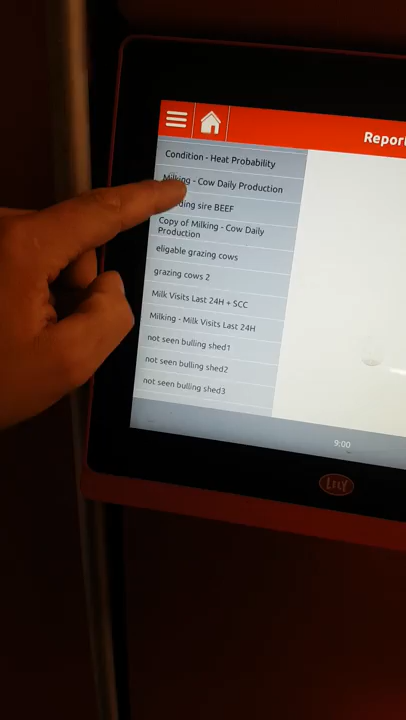 Report
Condition - Heat Probability
Milking - Cow Daily Production
ding sire BEEF
Copy of Milking - Cow Daily
Production
eligable grazing cows
grazing cows 2
Milk Visits Last 24H + SCC
Milking - Milk Visits Last 24H
not seen bulling shed1
not seen bulling shed2
not seen bulling shed3
9:00
LELY